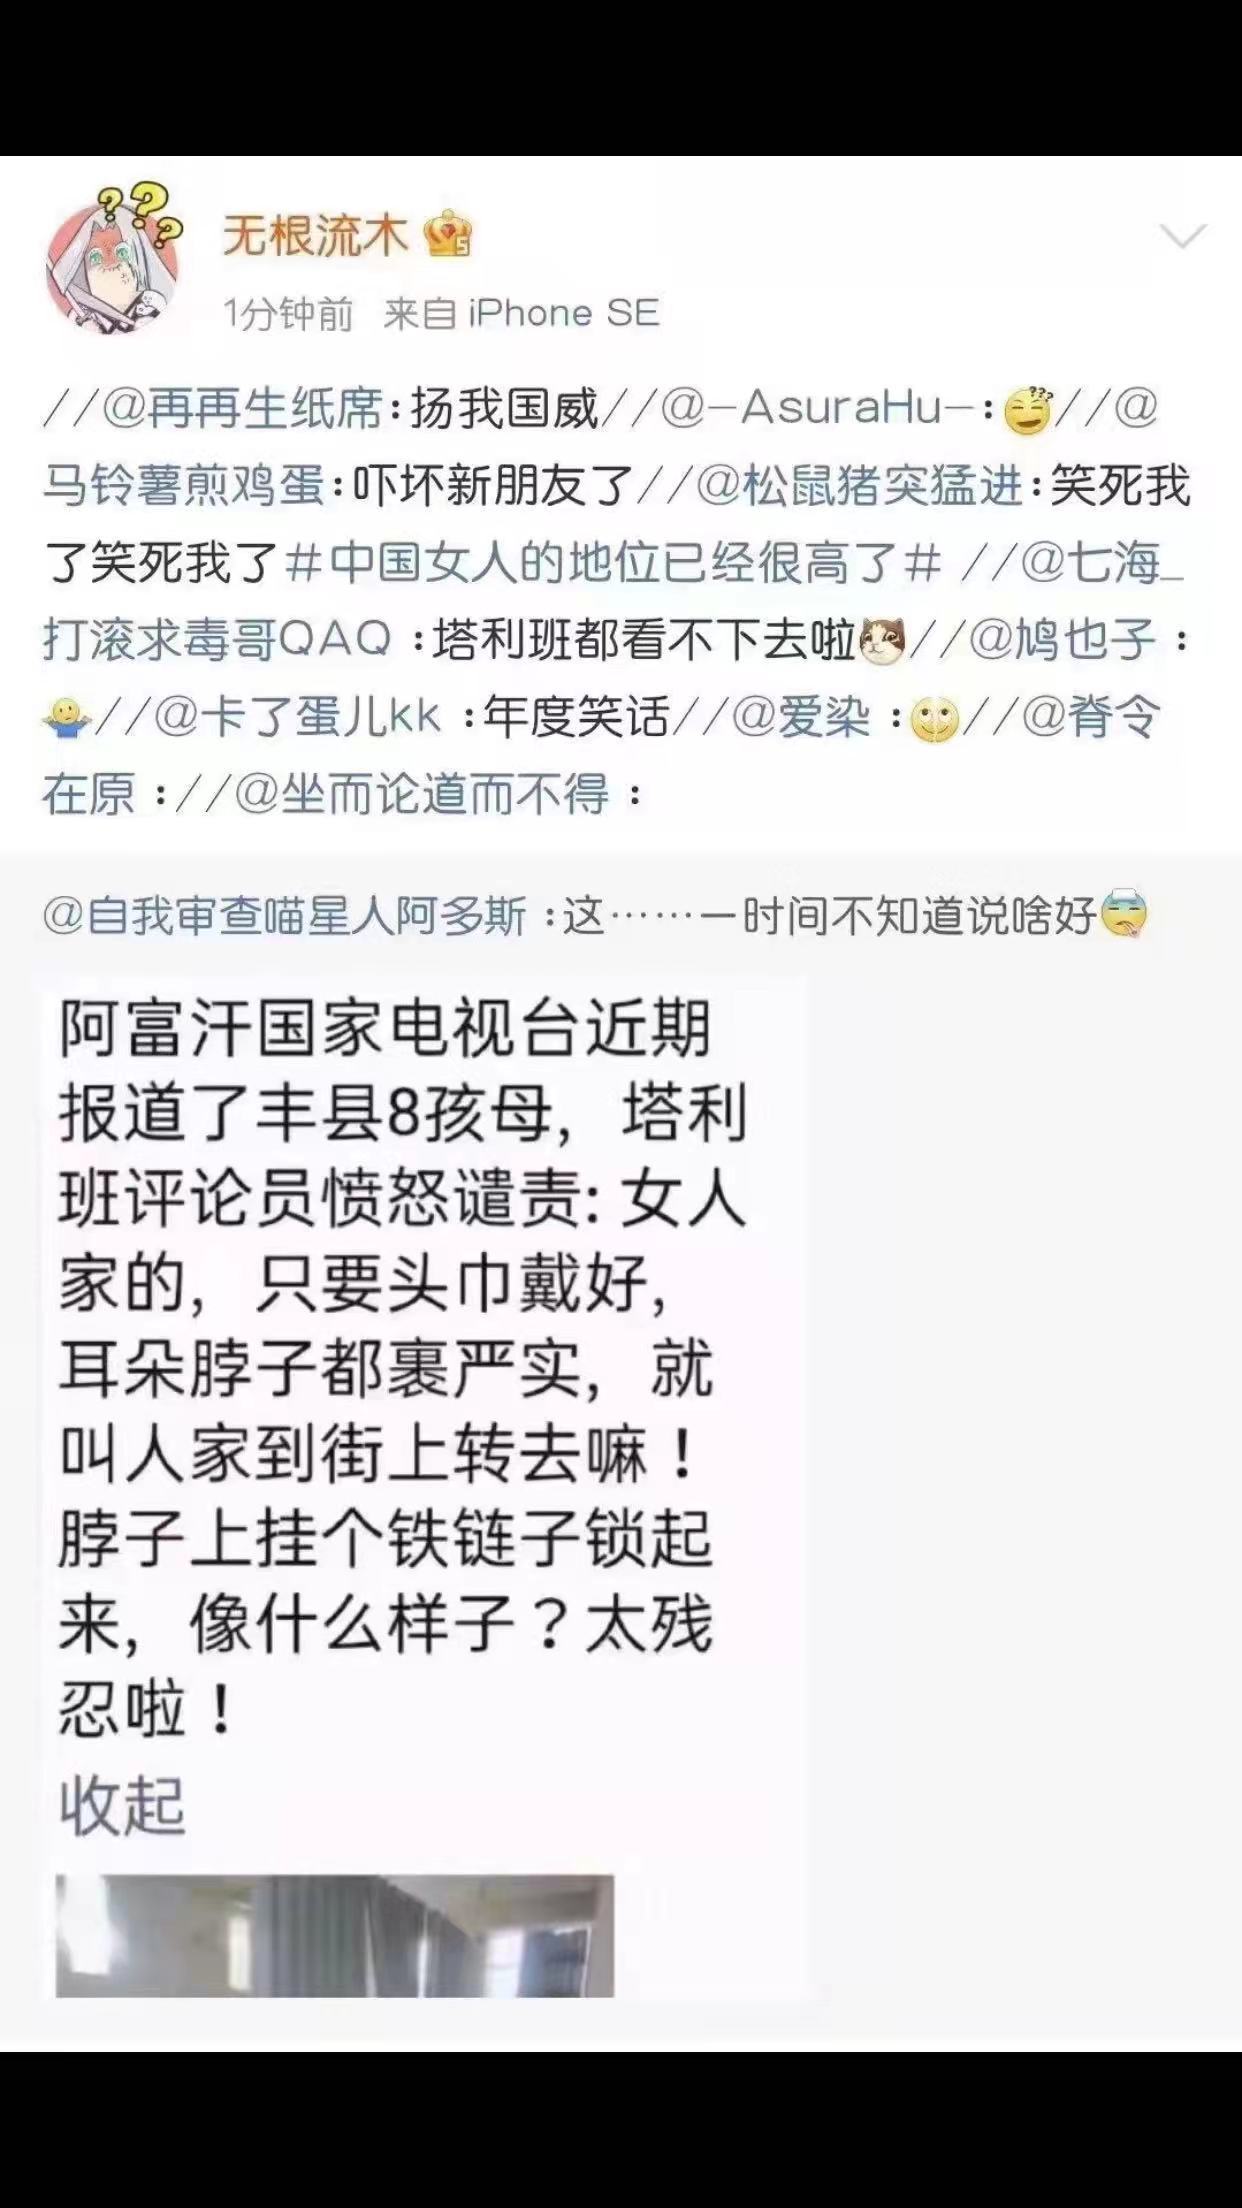 无根流木
1分钟前 来自 iPhone SE
//@再再生纸席:扬我国威//@-AsuraHu-://@
马铃薯煎鸡蛋:吓坏新朋友了//@松鼠猪突猛进:笑死我
了笑死我了#中国女人的地位已经很高了# //@七海_
打滚求毒哥QAQ :塔利班都看不下去啦//@鸠也子 :
//@卡了蛋儿kk :年度笑话//@爱染 ://@脊令
在原 ://@坐而论道而不得 :
@自我审查喵星人阿多斯 :这……一时间不知道说啥好
阿富汗国家电视台近期
报道了丰县8孩母，塔利
班评论员愤怒谴责: 女人
家的，只要头巾戴好，
耳朵脖子都裹严实，就
叫人家到街上转去嘛！
脖子上挂个铁链子锁起
来，像什么样子？太残
忍啦！
收起